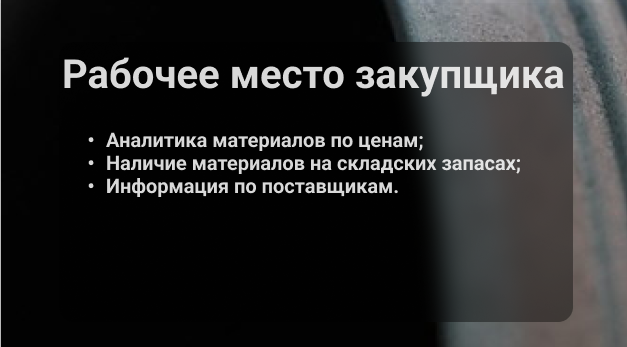 Рабочее место закупщика
• Аналитика материалов по ценам;
• Наличие материалов на складских запасах;
• Информация по поставщикам.